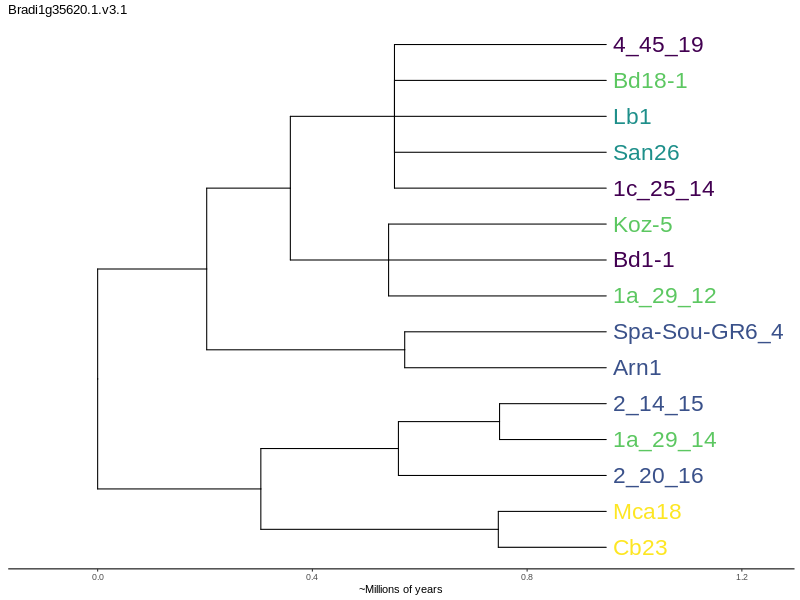 Bradi1g35620.1.v3.1
4_45_19
Bd18-1
Lb1
San26
1c_25_14
Koz-5
Bd1-1
1a_29_12
Spa-Sou-GR6_4
Arn1
2_14_15
1a_29_14
2_20_16
Mca18
Cb23
0.0 0.4 0.8 1.2
~Millions of years